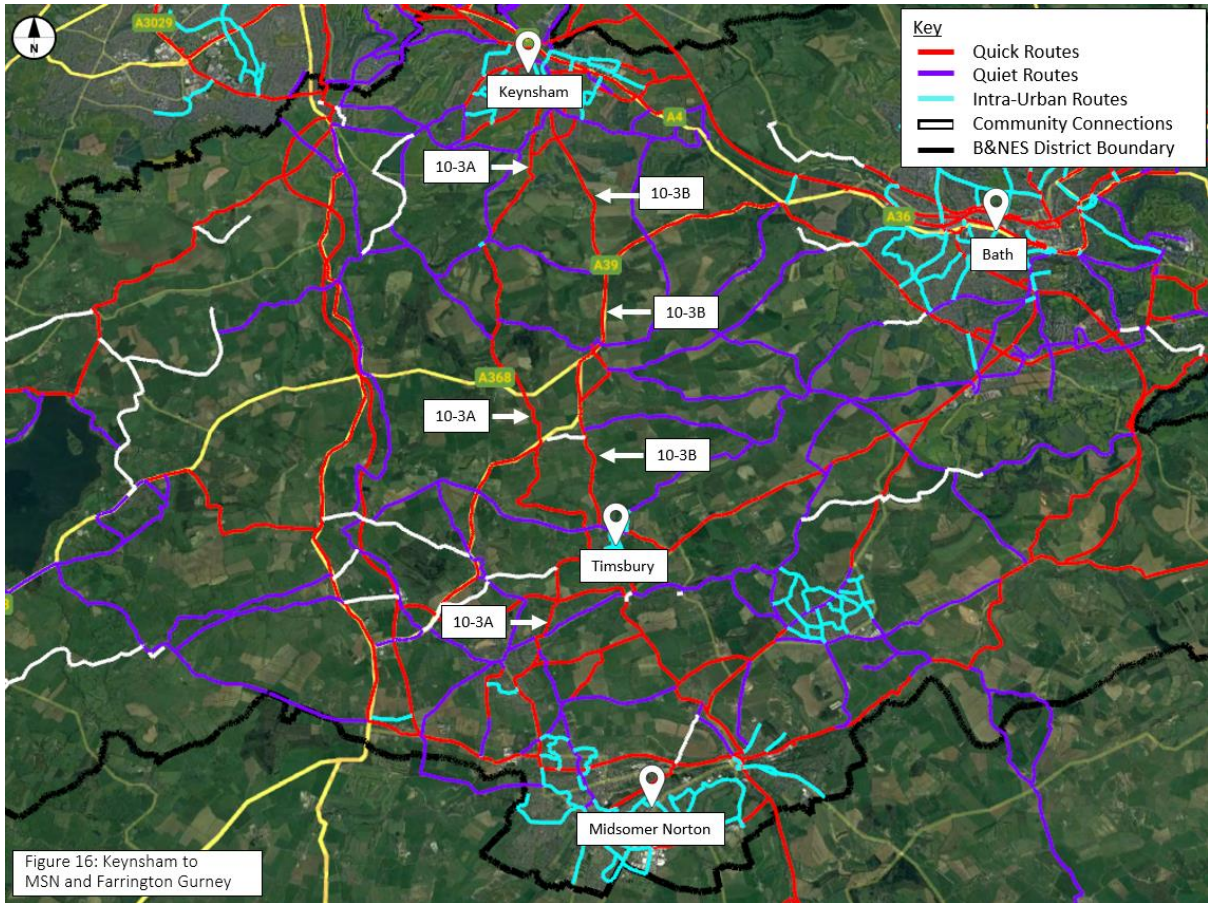 A3029
N
Keynsham
Key
Quick Routes
Quiet Routes
Intra-Urban Routes
Community Connections
B&NES District Boundary
A4
10-3A
10-3B
A36
Bath
A39
10-3B
A368
10-3A
10-3B
Timsbury
10-3A
Midsomer Norton
Figure 16: Keynsham to
MSN and Farrington Gurney